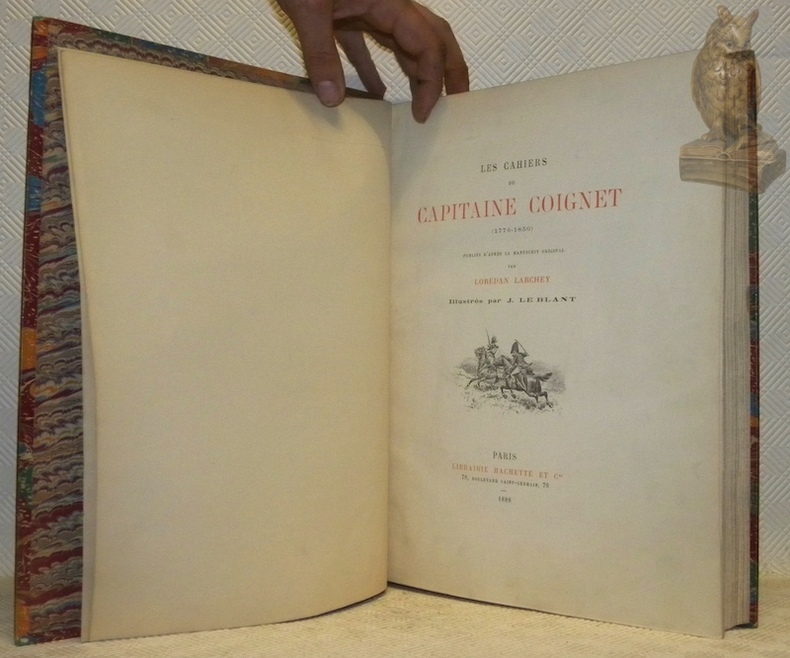 LES CAHIERS
DU
CAPITAINE COIGNET
(1776-1850)
PUBLIÉS D'APRÈS LE MANUSCRIT ORIGINAL
PAR
LORÉDAN LARCHEY
Illustrés par J. LE BLANT
PARIS
LIBRAIRIE HACHETTE ET Cie
79, BOULEVARD SAINT-GERMAIN, 79
1888